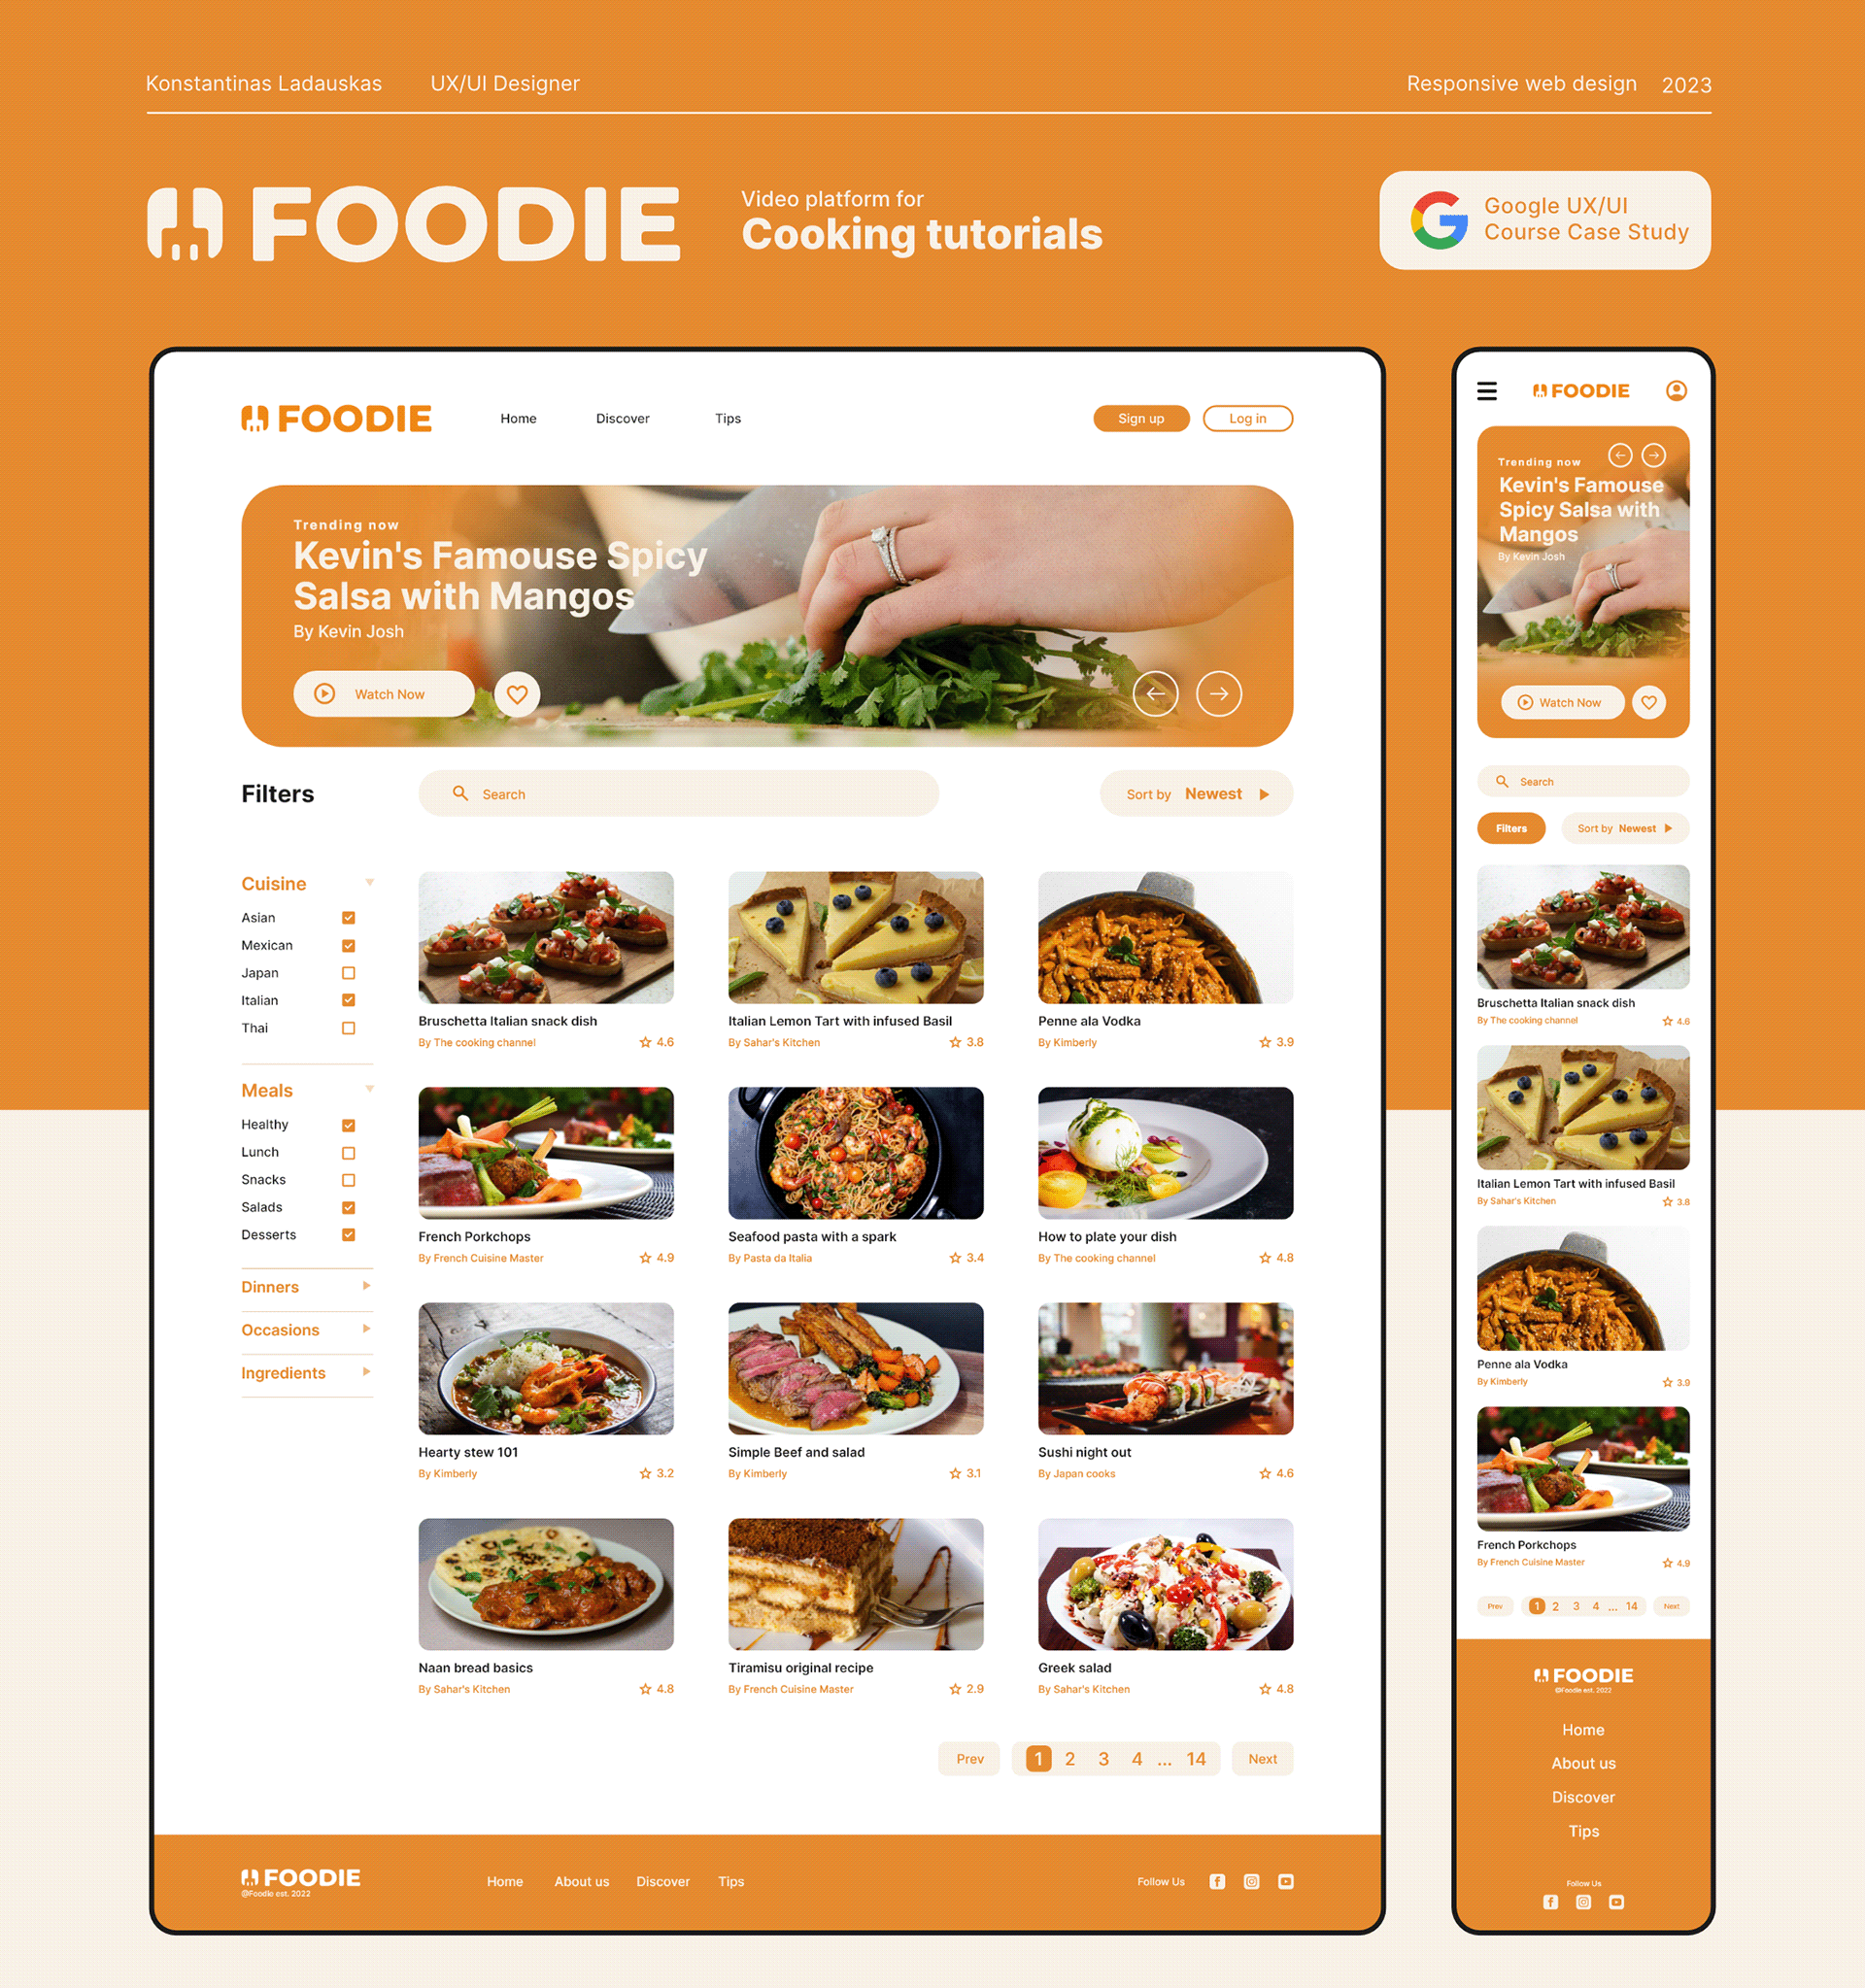 Konstantinas Ladauskas
UX/UI Designer
Responsive web design
2023
FOODIE
Video platform for
Cooking tutorials
Google UX/UI
Course Case Study
FOODIE
Home
Discover
Tips
Sign up
Log in
Trending now
Kevin's Famouse Spicy
Salsa with Mangos
By Kevin Josh
Watch Now
Filters
Search
Sort by Newest
Cuisine
Asian
Mexican
Japan
Italian
Thai
Meals
Healthy
Lunch
Snacks
Salads
Desserts
Dinners
Occasions
Ingredients
Bruschetta Italian snack dish
By The cooking channel
4.6
Italian Lemon Tart with infused Basil
By Sahar's Kitchen
3.8
Penne ala Vodka
By Kimberly
3.9
French Porkchops
By French Cuisine Master
4.9
Seafood pasta with a spark
By Pasta da Italia
3.4
How to plate your dish
By The cooking channel
4.8
Hearty stew 101
By Kimberly
3.2
Simple Beef and salad
By Kimberly
3.1
Sushi night out
By Japan cooks
4.6
Naan bread basics
By Sahar's Kitchen
4.8
Tiramisu original recipe
By French Cuisine Master
2.9
Greek salad
By Sahar's Kitchen
4.8
Prev
1 2 3 4 ... 14
Next
FOODIE
@Foodie est. 2022
Home
About us
Discover
Tips
Follow Us
FOODIE
Trending now
Kevin's Famouse
Spicy Salsa with
Mangos
By Kevin Josh
Watch Now
Search
Filters
Sort by Newest
Bruschetta Italian snack dish
By The cooking channel
4.6
Italian Lemon Tart with infused Basil
By Sahar's Kitchen
3.8
Penne ala Vodka
By Kimberly
3.9
French Porkchops
By French Cuisine Master
4.9
Prev
1 2 3 4 ... 14
Next
FOODIE
@Foodie est. 2022
Home
About us
Discover
Tips
Follow Us